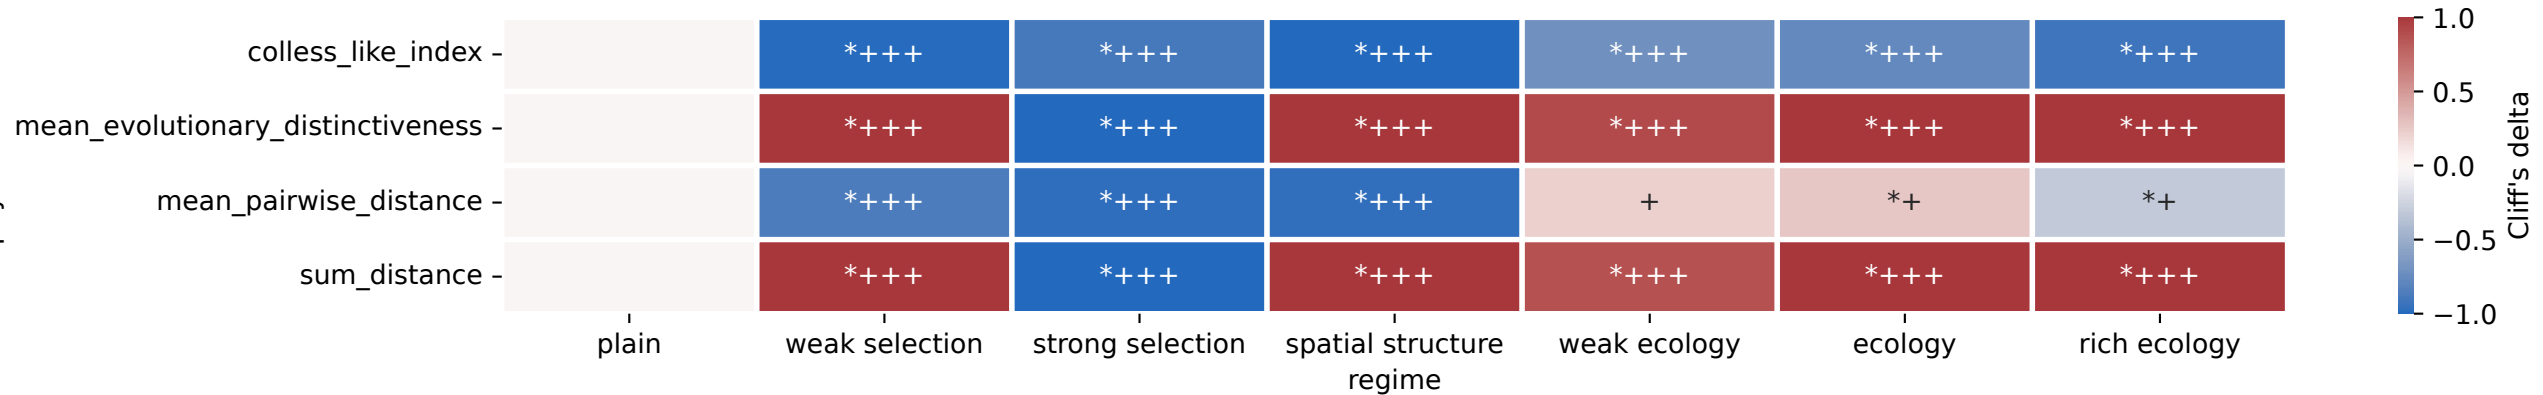 colless_like_index *+++ *+++ *+++ *+++ *+++ *+++
mean_evolutionary_distinctiveness *+++ *+++ *+++ *+++ *+++ *+++
mean_pairwise_distance *+++ *+++ *+++ + *+ *+
sum_distance *+++ *+++ *+++ *+++ *+++ *+++
plain weak selection strong selection spatial structure weak ecology ecology rich ecology
regime
1.0
0.5
0.0
−0.5
−1.0
Cliff's delta